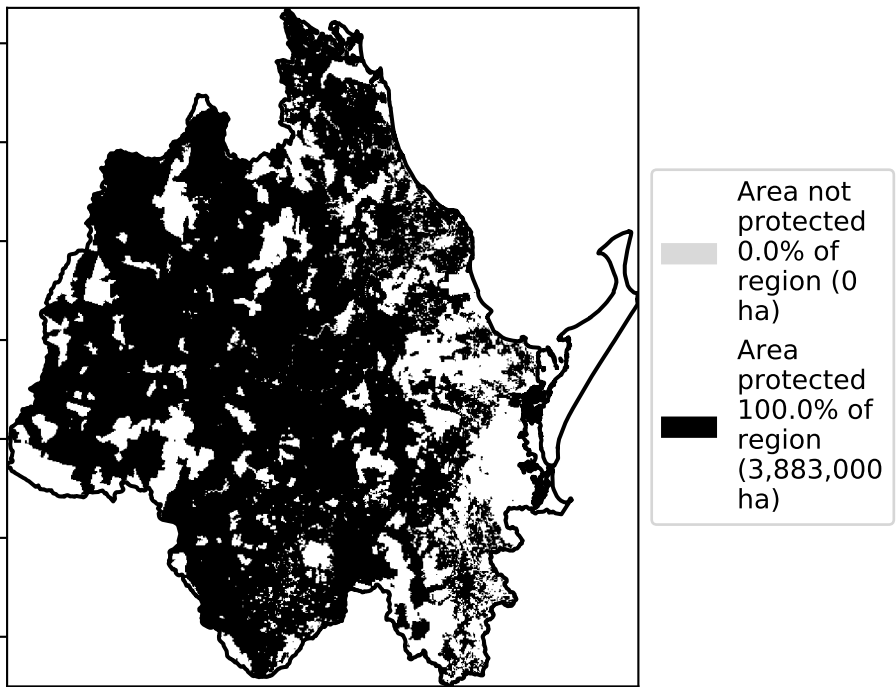 Area not
protected
0.0% of
region (0
ha)
Area
protected
100.0% of
region
(3,883,000
ha)